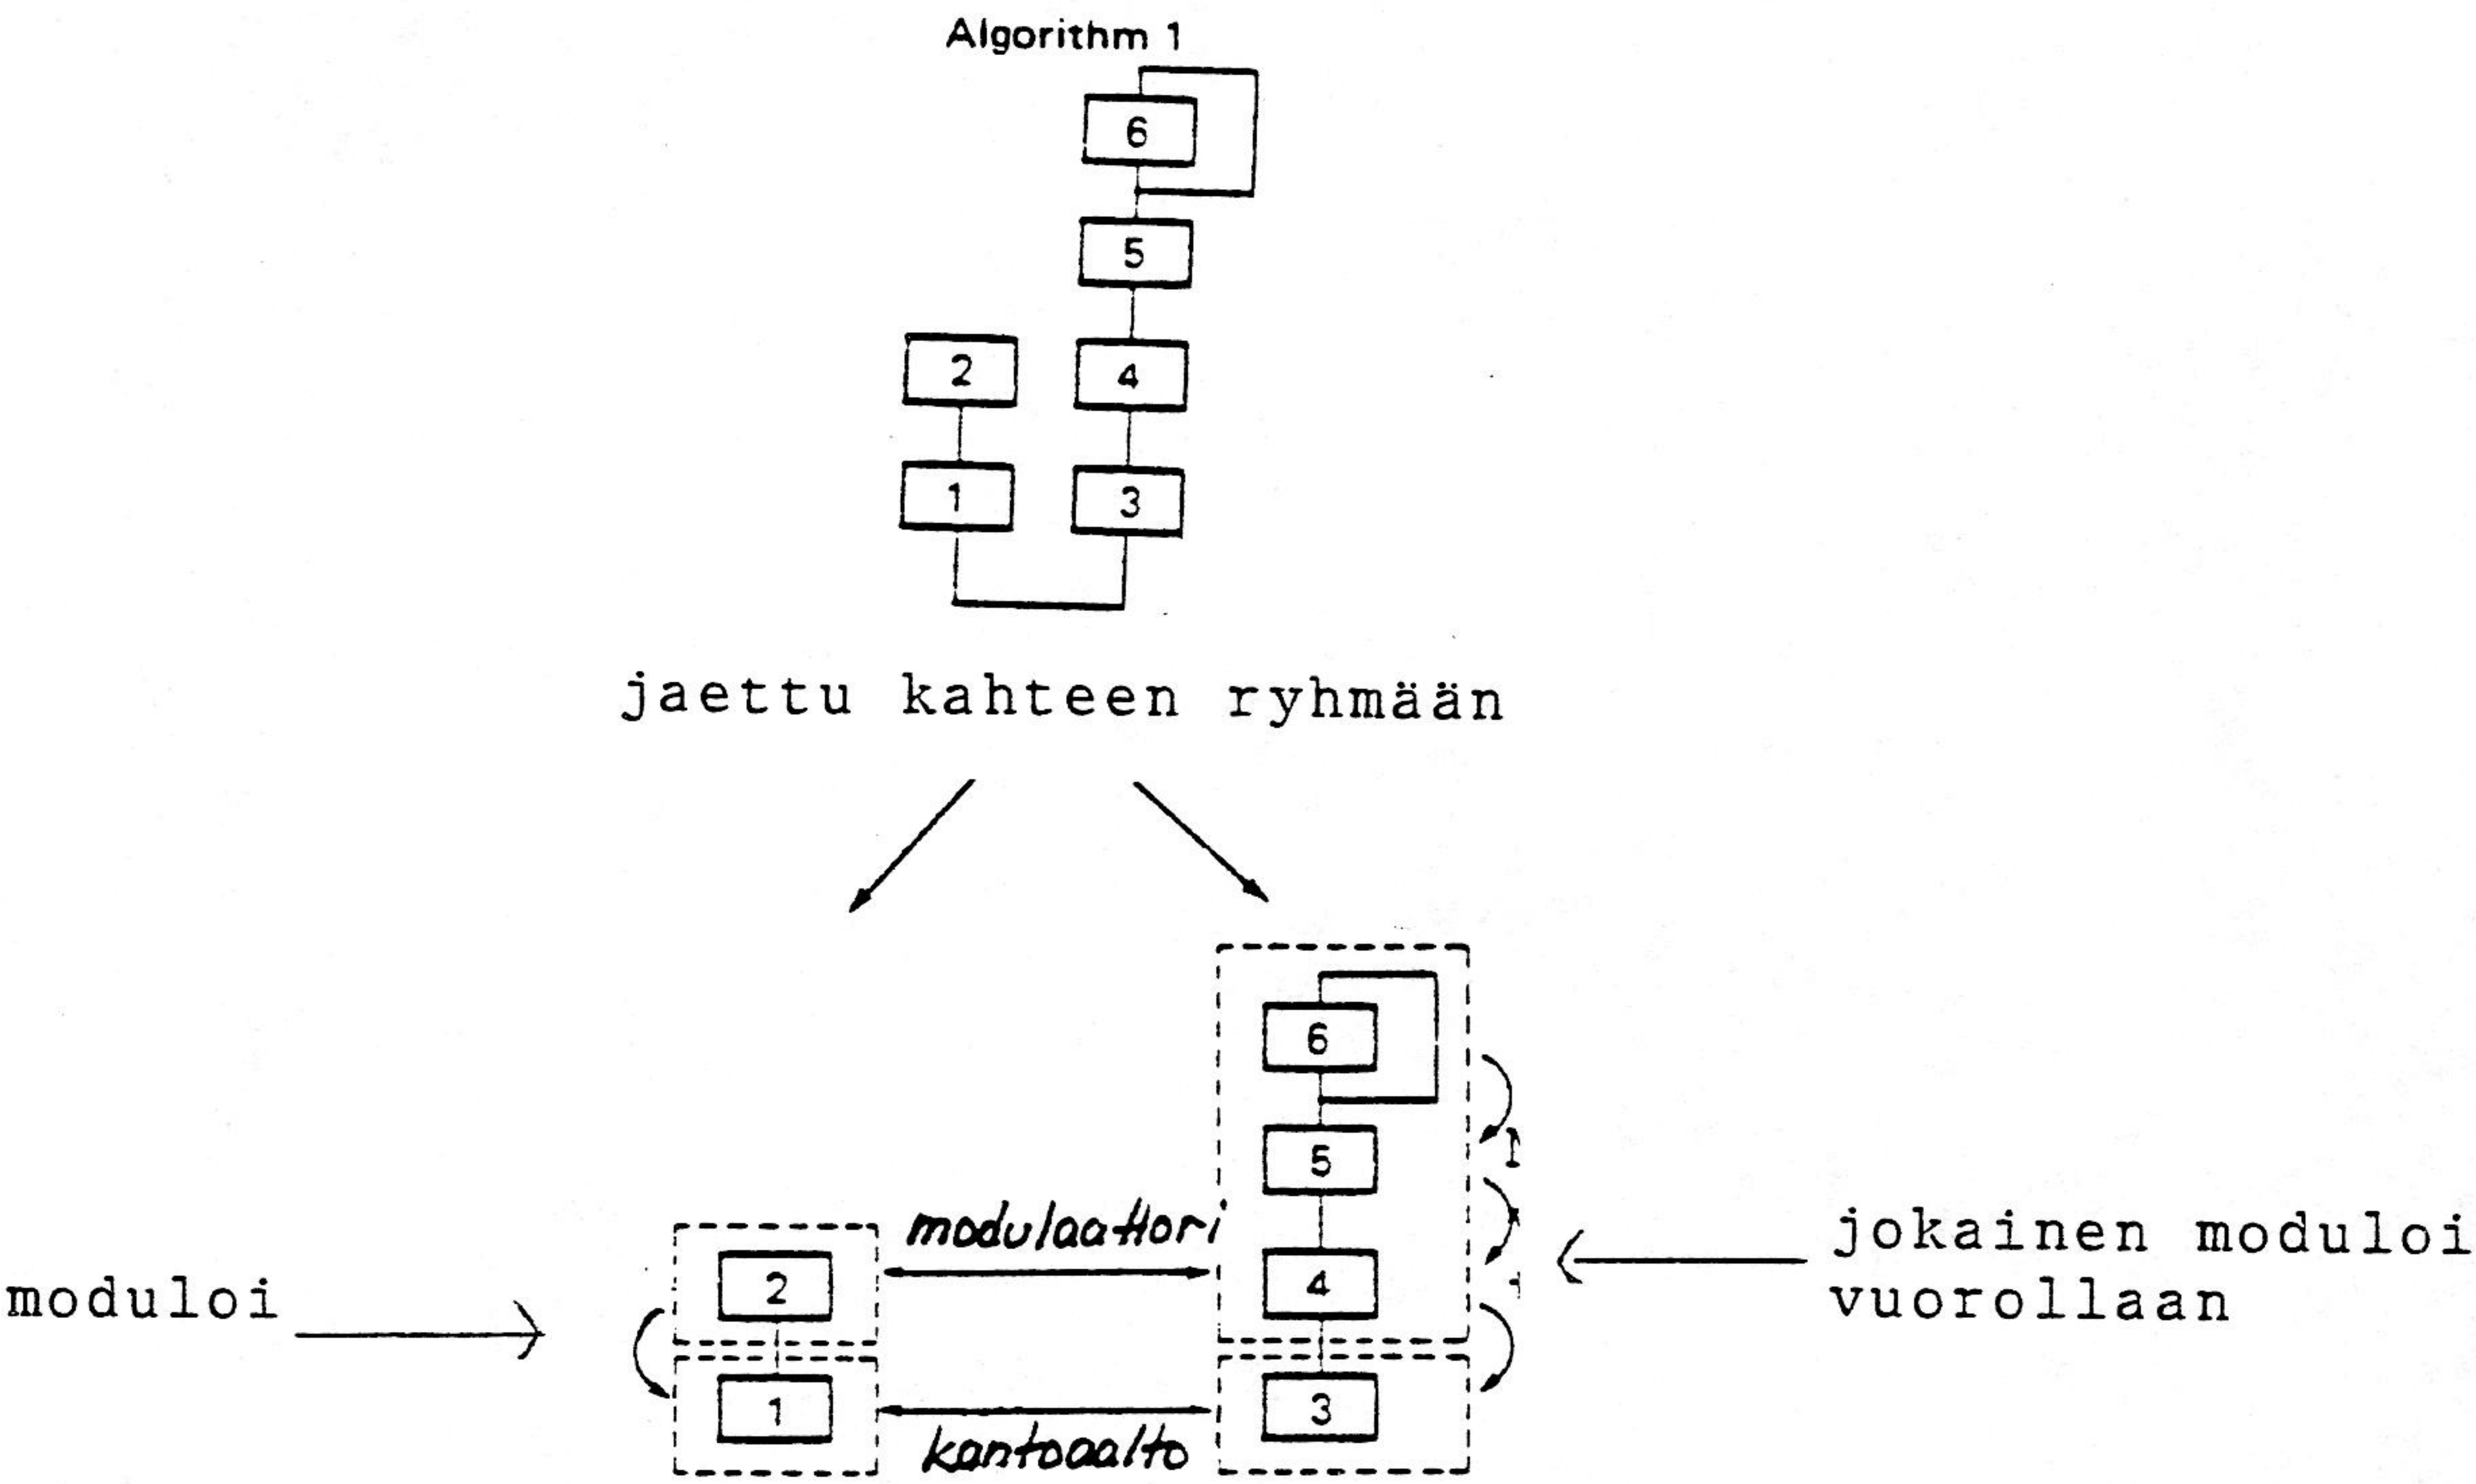 Algorithm 1
6
5
2 4
1 3
jaettu kahteen ryhmään
6
5
modulaattori
jokainen moduloi
vuorollaan
moduloi
2 4
1 3
kantoaalto